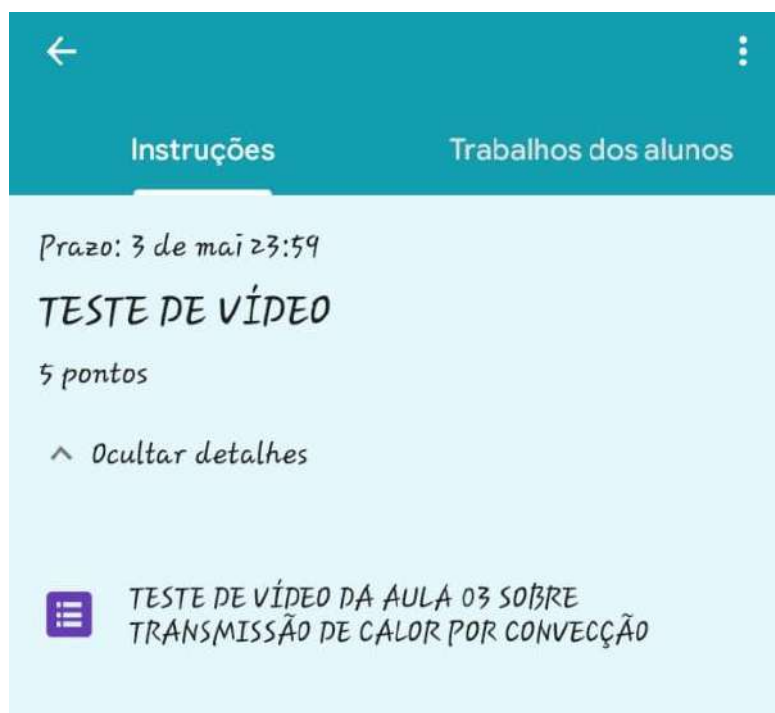 Instruções
Trabalhos dos alunos
Prazo: 3 de mai 23:59
TESTE DE VÍDEO
5 pontos
Ocultar detalhes
TESTE DE VÍDEO DA AULA 03 SOBRE
TRANSMISSÃO DE CALOR POR CONVECÇÃO